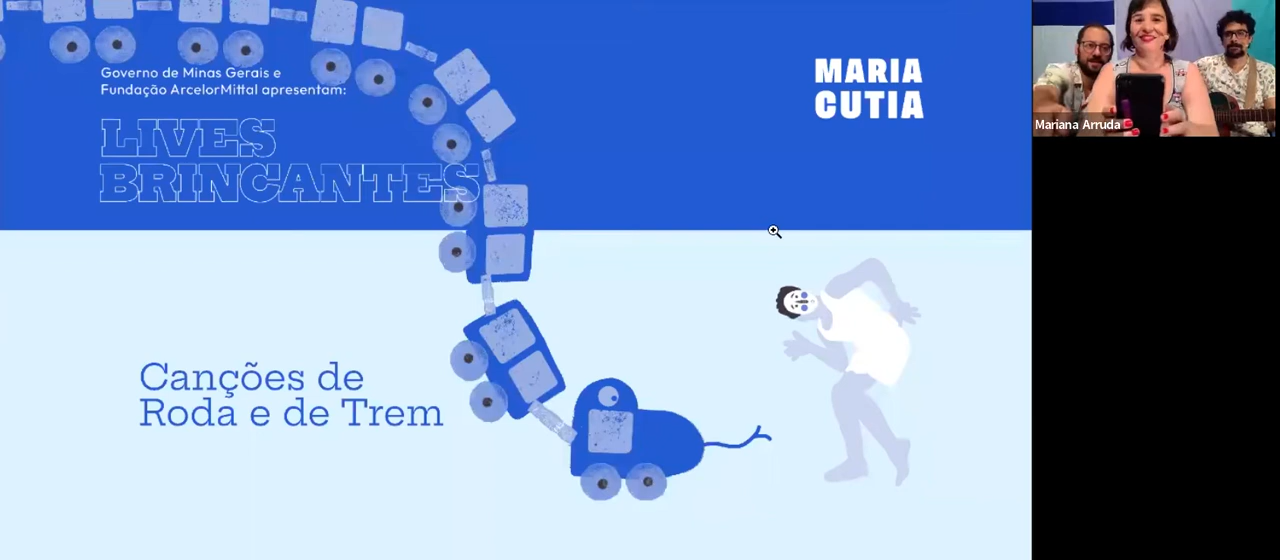 Governo de Minas Gerais e
Fundação ArcelorMittal apresentam:
LIVES
BRINCANTES
MARIA
CUTIA
Mariana Arruda
Canções de
Roda e de Trem